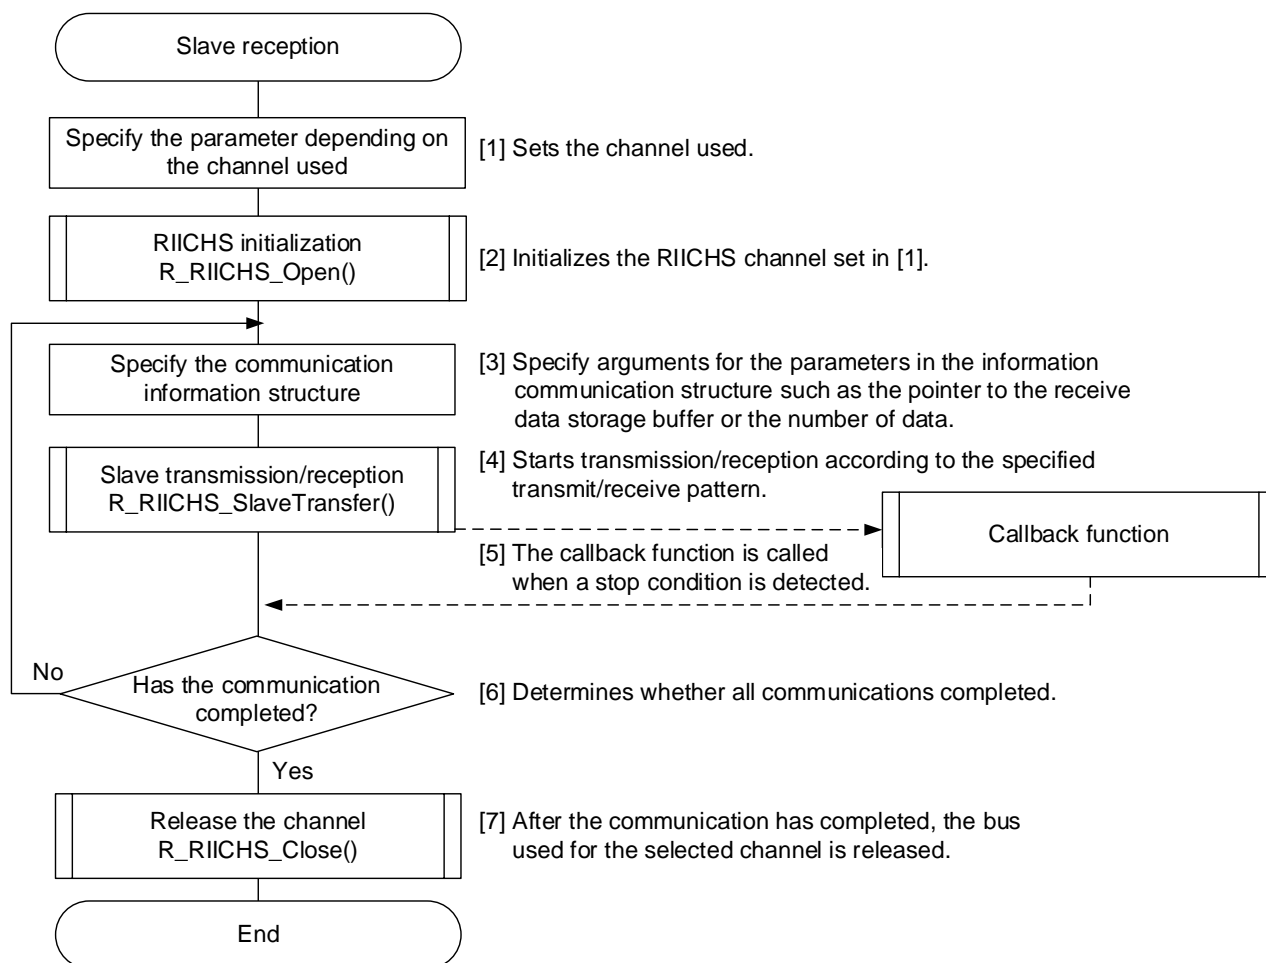 Slave reception
Specify the parameter depending on
the channel used
[1] Sets the channel used.
RIICHS initialization
R_RIICHS_Open()
[2] Initializes the RIICHS channel set in [1].
Specify the communication
information structure
[3] Specify arguments for the parameters in the information
communication structure such as the pointer to the receive
data storage buffer or the number of data.
Slave transmission/reception
R_RIICHS_SlaveTransfer()
[4] Starts transmission/reception according to the specified
transmit/receive pattern.
Callback function
[5] The callback function is called
when a stop condition is detected.
No
Has the communication
completed?
[6] Determines whether all communications completed.
Yes
Release the channel
R_RIICHS_Close()
[7] After the communication has completed, the bus
used for the selected channel is released.
End